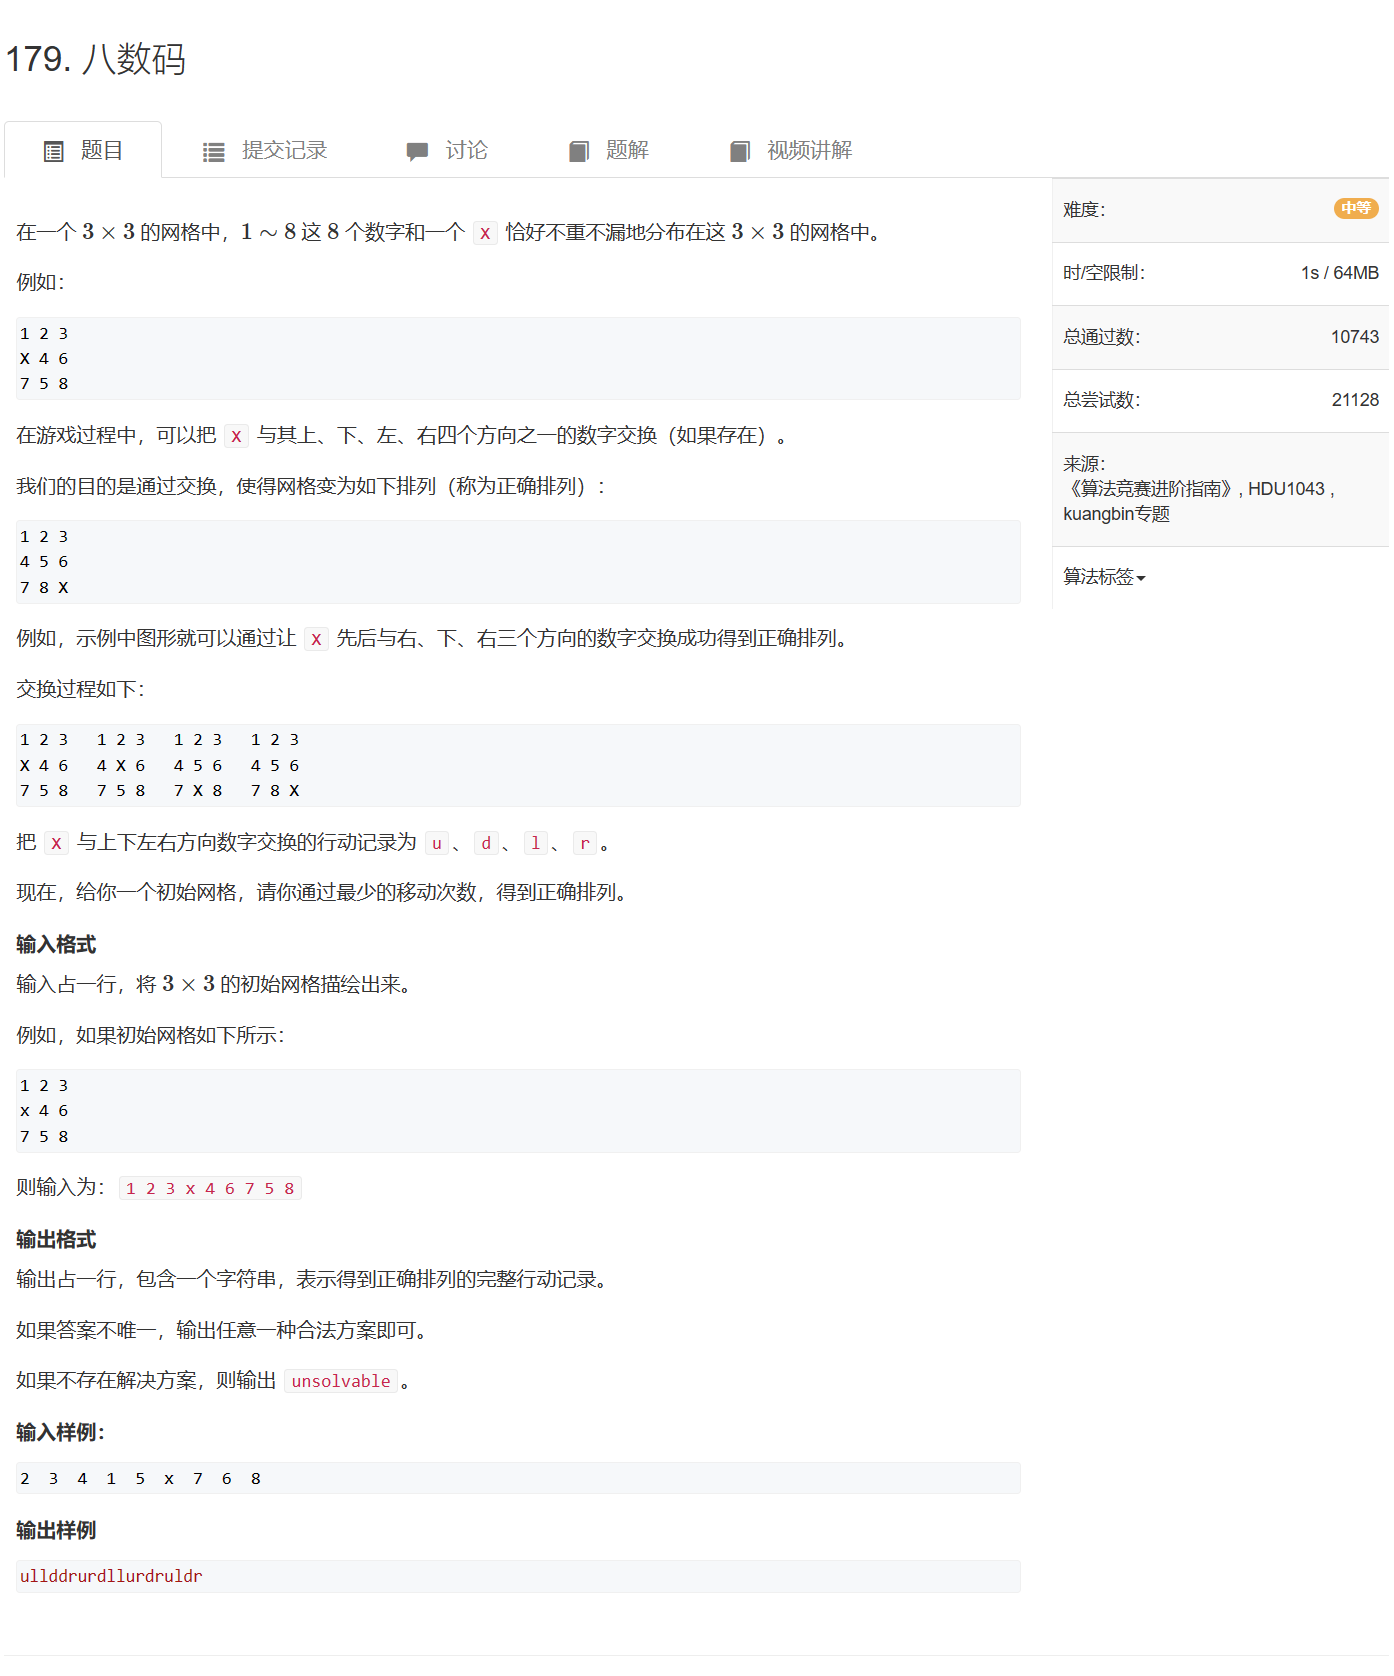 179. 八数码
题目 提交记录 讨论 题解 视频讲解
在一个 3 × 3 的网格中，1 ∼ 8 这 8 个数字和一个 X 恰好不重不漏地分布在这 3 × 3 的网格中。
例如：
1 2 3
X 4 6
7 5 8
在游戏过程中，可以把 X 与其上、下、左、右四个方向之一的数字交换（如果存在）。
我们的目的是通过交换，使得网格变为如下排列（称为正确排列）：
1 2 3
4 5 6
7 8 X
例如，示例中图形就可以通过让 X 先后与右、下、右三个方向的数字交换成功得到正确排列。
交换过程如下：
1 2 3   1 2 3   1 2 3   1 2 3
X 4 6   4 X 6   4 5 6   4 5 6
7 5 8   7 5 8   7 X 8   7 8 X
把 X 与上下左右方向数字交换的行动记录为 u 、 d 、 l 、 r 。
现在，给你一个初始网格，请你通过最少的移动次数，得到正确排列。
输入格式
输入占一行，将 3 × 3 的初始网格描绘出来。
例如，如果初始网格如下所示：
1 2 3
x 4 6
7 5 8
则输入为： 1 2 3 x 4 6 7 5 8
输出格式
输出占一行，包含一个字符串，表示得到正确排列的完整行动记录。
如果答案不唯一，输出任意一种合法方案即可。
如果不存在解决方案，则输出 unsolvable 。
输入样例：
2  3  4  1  5  x  7  6  8
输出样例
ullddrurdllurdruldr
难度： 中等
时/空限制： 1s / 64MB
总通过数： 10743
总尝试数： 21128
来源：
《算法竞赛进阶指南》, HDU1043 ,
kuangbin专题
算法标签